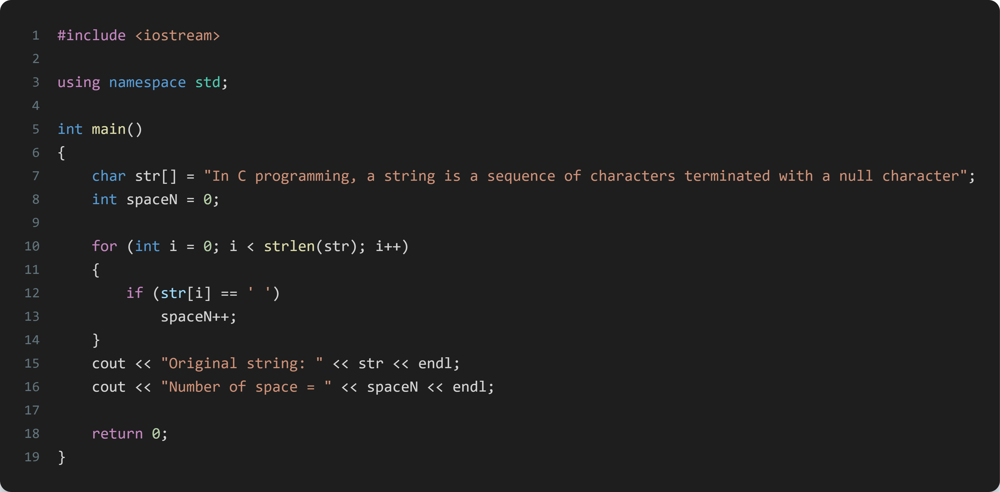 1 #include <iostream>
2
3 using namespace std;
4
5 int main()
6 {
7     char str[] = "In C programming, a string is a sequence of characters terminated with a null character";
8     int spaceN = 0;
9
10     for (int i = 0; i < strlen(str); i++)
11     {
12         if (str[i] == ' ')
13             spaceN++;
14     }
15     cout << "Original string: " << str << endl;
16     cout << "Number of space = " << spaceN << endl;
17
18     return 0;
19 }